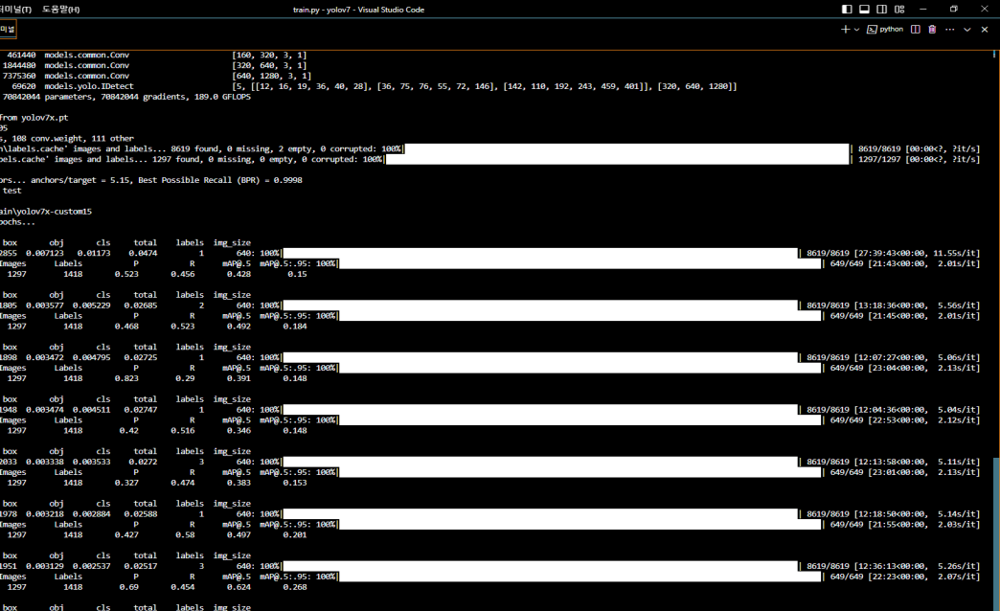 터미널(T) 도움말(H) train.py - yolov7 - Visual Studio Code
미널 python
461440 models.common.Conv [160, 320, 3, 1]
1844480 models.common.Conv [320, 640, 3, 1]
7375360 models.common.Conv [640, 1280, 3, 1]
69620 models.yolo.IDetect [5, [[12, 16, 19, 36, 40, 28], [36, 75, 76, 55, 72, 146], [142, 110, 192, 243, 459, 401]], [320, 640, 1280]]
70842044 parameters, 70842044 gradients, 189.0 GFLOPS
from yolov7x.pt
05
s, 108 conv.weight, 111 other
n\labels.cache' images and labels... 8619 found, 0 missing, 2 empty, 0 corrupted: 100%| | 8619/8619 [00:00<?, ?it/s]
bels.cache' images and labels... 1297 found, 0 missing, 0 empty, 0 corrupted: 100%| | 1297/1297 [00:00<?, ?it/s]
ors... anchors/target = 5.15, Best Possible Recall (BPR) = 0.9998
test
ain\yolov7x-custom15
pochs...
box obj cls total labels img_size
2855 0.007123 0.01173 0.0474 1 640: 100%| | 8619/8619 [27:39:43<00:00, 11.55s/it]
Images Labels P R mAP@.5 mAP@.5:.95: 100%| | 649/649 [21:43<00:00, 2.01s/it]
1297 1418 0.523 0.456 0.428 0.15
box obj cls total labels img_size
1805 0.003577 0.005229 0.02685 2 640: 100%| | 8619/8619 [13:18:36<00:00, 5.56s/it]
Images Labels P R mAP@.5 mAP@.5:.95: 100%| | 649/649 [21:45<00:00, 2.01s/it]
1297 1418 0.468 0.523 0.492 0.184
box obj cls total labels img_size
1898 0.003472 0.004795 0.02725 1 640: 100%| | 8619/8619 [12:07:27<00:00, 5.06s/it]
Images Labels P R mAP@.5 mAP@.5:.95: 100%| | 649/649 [23:04<00:00, 2.13s/it]
1297 1418 0.823 0.29 0.391 0.148
box obj cls total labels img_size
1948 0.003474 0.004511 0.02747 1 640: 100%| | 8619/8619 [12:04:36<00:00, 5.04s/it]
Images Labels P R mAP@.5 mAP@.5:.95: 100%| | 649/649 [22:53<00:00, 2.12s/it]
1297 1418 0.42 0.516 0.346 0.148
box obj cls total labels img_size
2033 0.003338 0.003533 0.0272 3 640: 100%| | 8619/8619 [12:13:58<00:00, 5.11s/it]
Images Labels P R mAP@.5 mAP@.5:.95: 100%| | 649/649 [23:01<00:00, 2.13s/it]
1297 1418 0.327 0.474 0.383 0.153
box obj cls total labels img_size
1978 0.003218 0.002884 0.02588 1 640: 100%| | 8619/8619 [12:18:50<00:00, 5.14s/it]
Images Labels P R mAP@.5 mAP@.5:.95: 100%| | 649/649 [21:55<00:00, 2.03s/it]
1297 1418 0.427 0.58 0.497 0.201
box obj cls total labels img_size
1951 0.003129 0.002537 0.02517 3 640: 100%| | 8619/8619 [12:36:13<00:00, 5.26s/it]
Images Labels P R mAP@.5 mAP@.5:.95: 100%| | 649/649 [22:23<00:00, 2.07s/it]
1297 1418 0.69 0.454 0.624 0.268
box obj cls total labels img_size